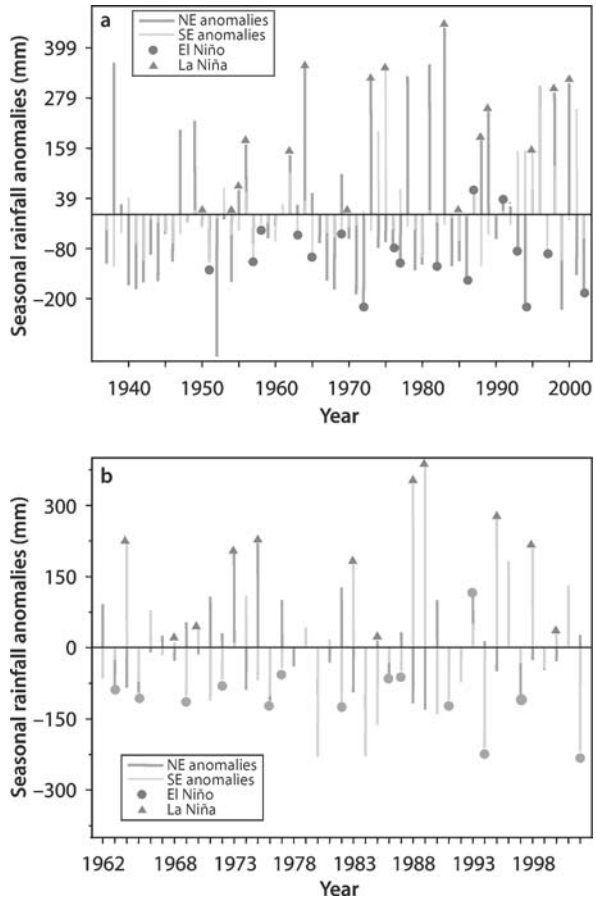 a
NE anomalies
SE anomalies
El Niño
La Niña
Seasonal rainfall anomalies (mm)
399
279
159
39
−80
−200
1940 1950 1960 1970 1980 1990 2000
Year
b
Seasonal rainfall anomalies (mm)
300
150
0
−150
−300
NE anomalies
SE anomalies
El Niño
La Niña
1962 1968 1973 1978 1983 1988 1993 1998
Year